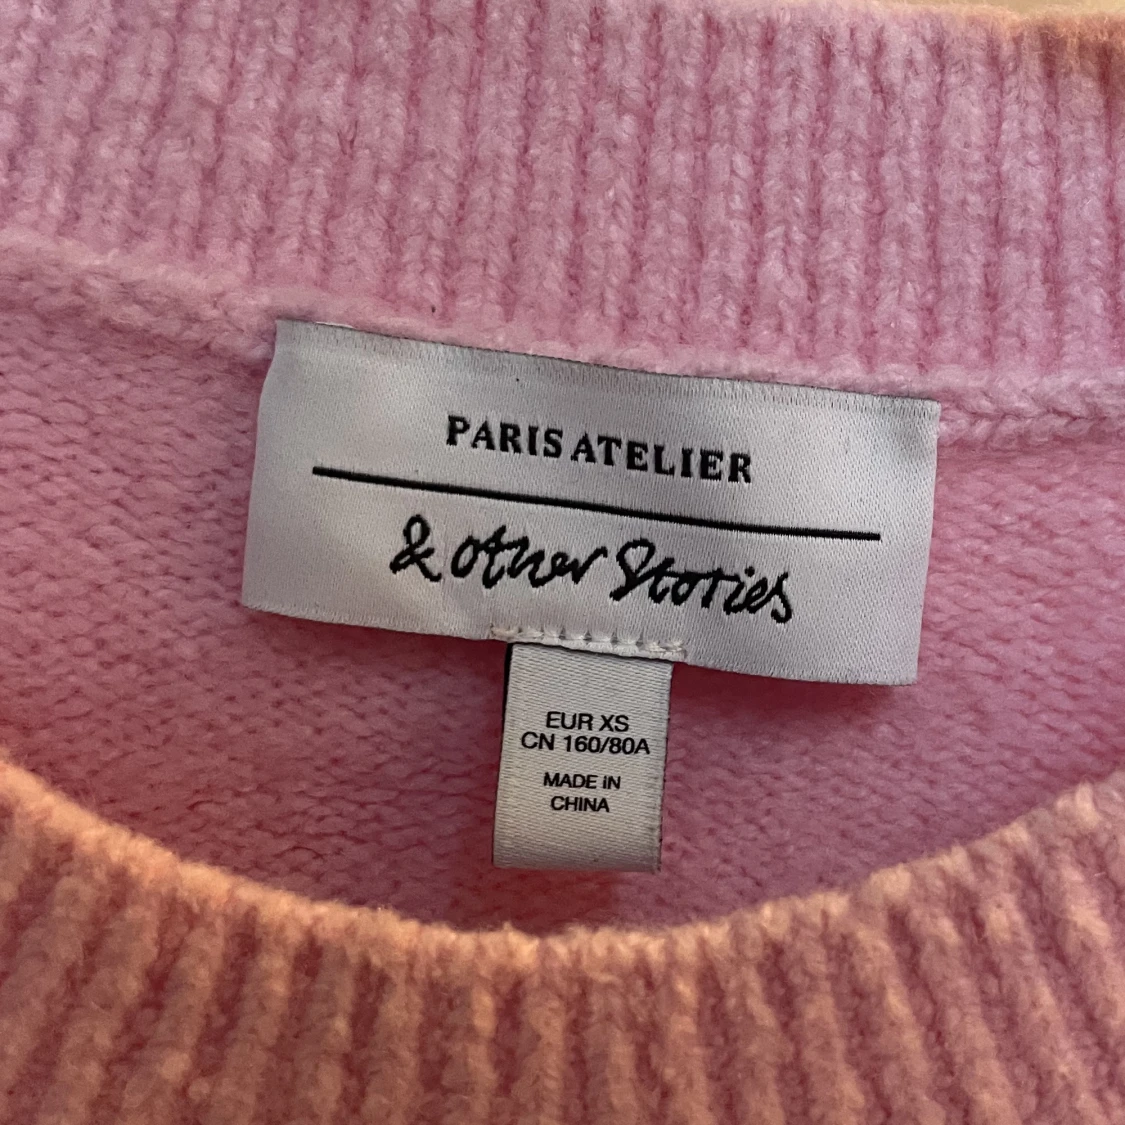 PARIS ATELIER
& other Stories
EUR XS
CN 160/80A
MADE IN
CHINA